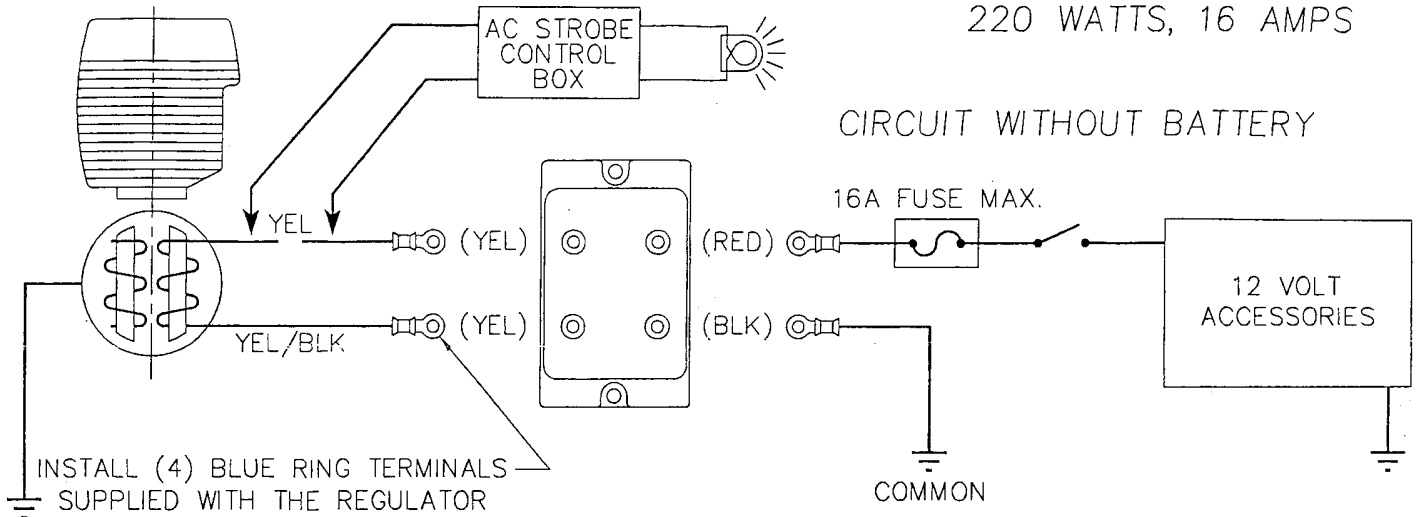 220 WATTS, 16 AMPS
AC STROBE
CONTROL
BOX
CIRCUIT WITHOUT BATTERY
16A FUSE MAX.
YEL
(YEL)
(RED)
12 VOLT
ACCESSORIES
YEL/BLK
(YEL)
(BLK)
INSTALL (4) BLUE RING TERMINALS
SUPPLIED WITH THE REGULATOR
COMMON